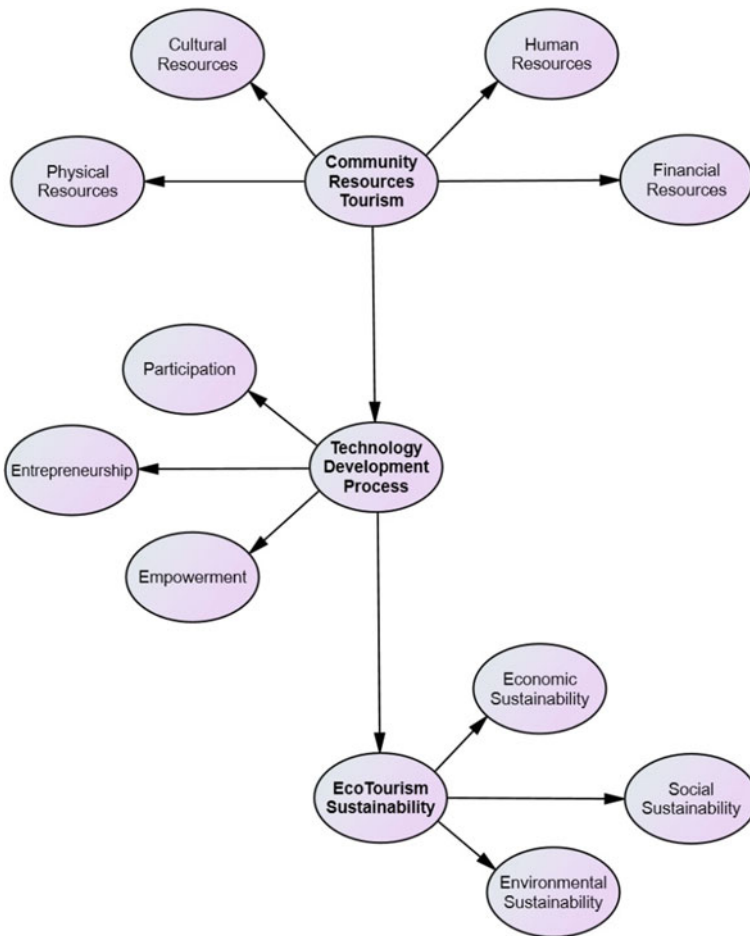 Cultural
Resources
Human
Resources
Physical
Resources
Community
Resources
Tourism
Financial
Resources
Participation
Entrepreneurship
Technology
Development
Process
Empowerment
Economic
Sustainability
EcoTourism
Sustainability
Social
Sustainability
Environmental
Sustainability